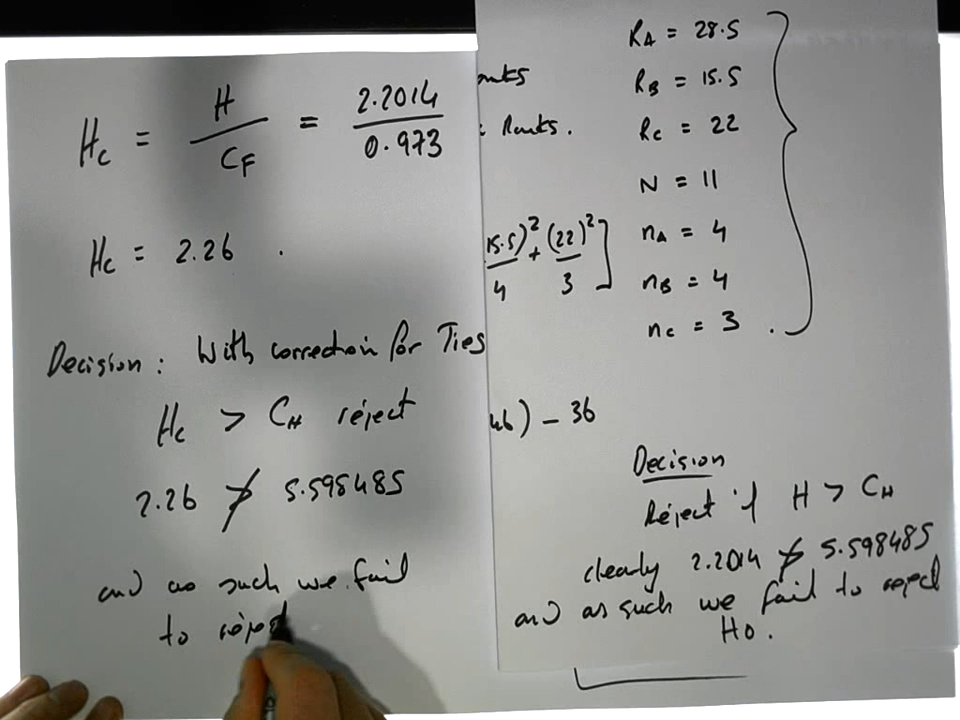 Hc = H / CF = 2.2014 / 0.973
Hc = 2.26 .
Decision : With correction for Ties
Hc > CH reject
2.26 ≯ 5.598485
and as such we fail
to reject
RA = 28.5
RB = 15.5
Rc = 22
N = 11
nA = 4
nB = 4
nc = 3 .
Ranks.
15.5)² / 4 + (22)² / 3 ]
46) - 36
Decision
Reject if H > CH
clearly 2.2014 ≯ 5.598485
and as such we fail to reject
Ho.